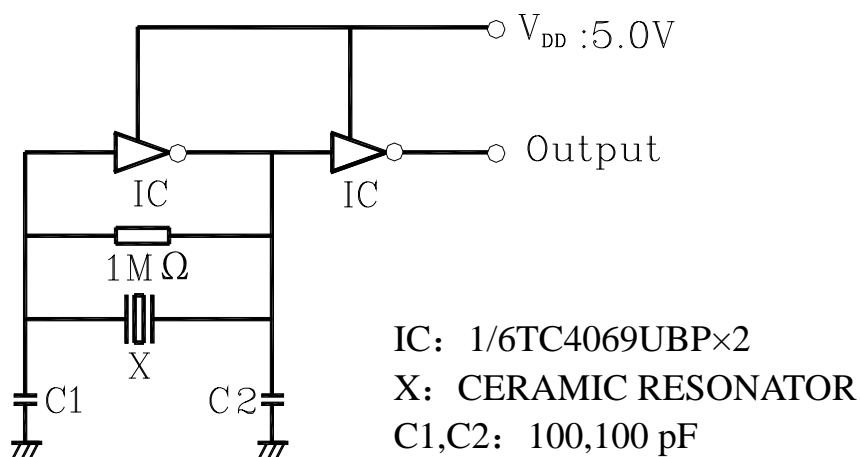 V_DD :5.0V
Output
IC
IC
1MΩ
X
C1
C2
IC：1/6TC4069UBP×2
X：CERAMIC RESONATOR
C1,C2：100,100 pF